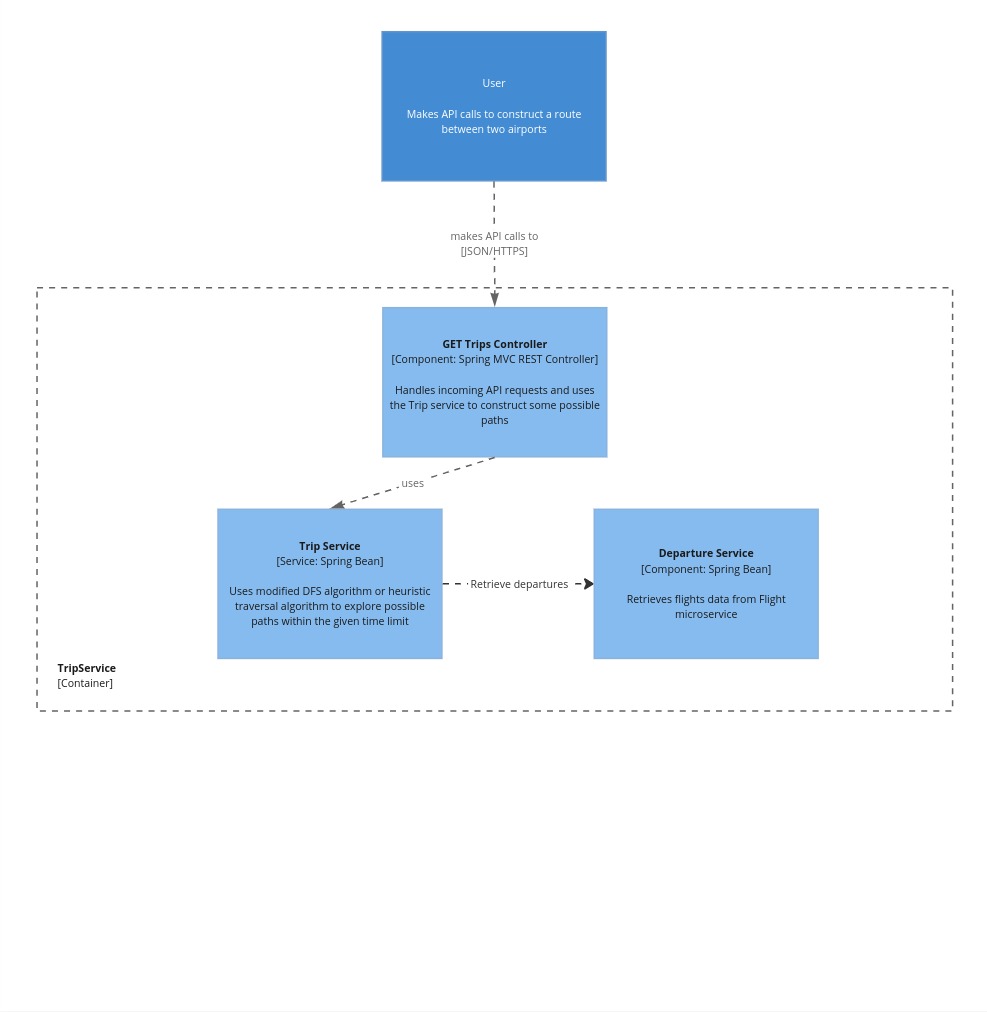 User
Makes API calls to construct a route
between two airports
makes API calls to
[JSON/HTTPS]
GET Trips Controller
[Component: Spring MVC REST Controller]
Handles incoming API requests and uses
the Trip service to construct some possible
paths
uses
Trip Service
[Service: Spring Bean]
Uses modified DFS algorithm or heuristic
traversal algorithm to explore possible
paths within the given time limit
Retrieve departures
Departure Service
[Component: Spring Bean]
Retrieves flights data from Flight
microservice
TripService
[Container]